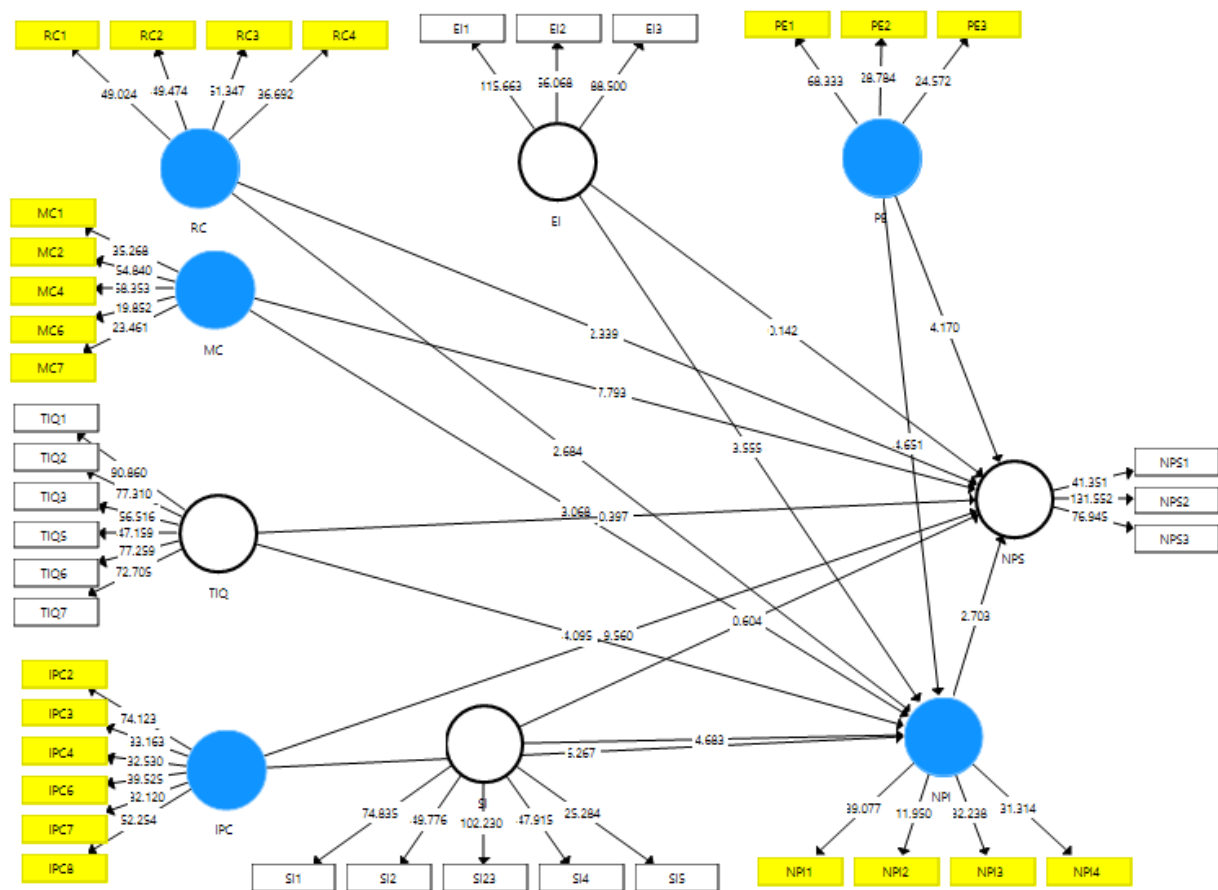 RC1 RC2 RC3 RC4
EI1 EI2 EI3
PE1 PE2 PE3
49.024 49.474 51.347 36.692
115.663 56.068 88.500
68.333 28.784 24.572
RC
EI
PE
MC1
MC2
MC4
MC6
MC7
35.268
54.840
58.353
19.852
23.461
MC
2.339
0.142
4.170
7.793
2.684
3.555
4.651
TIQ1
TIQ2
TIQ3
TIQ5
TIQ6
TIQ7
90.860
77.310
56.516
47.159
77.259
72.705
TIQ
3.068
0.397
NPS
41.351
131.552
76.945
NPS1
NPS2
NPS3
4.095
9.560
0.604
2.703
IPC2
IPC3
IPC4
IPC6
IPC7
IPC8
74.123
33.163
32.530
39.525
32.120
52.254
IPC
5.267
4.683
SI
NPI
74.835 49.776 102.230 47.915 25.284
39.077 11.950 32.238 31.314
SI1 SI2 SI23 SI4 SI5
NPI1 NPI2 NPI3 NPI4